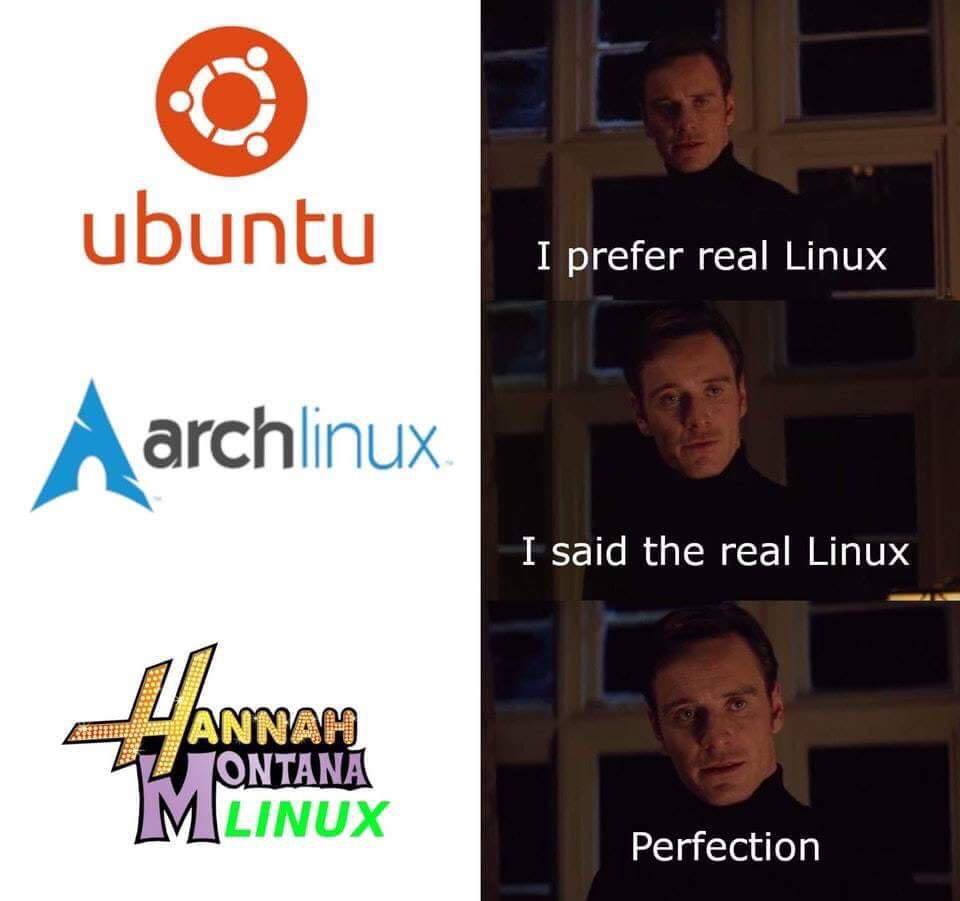 ubuntu
I prefer real Linux
archlinux
I said the real Linux
HANNAH
MONTANA
LINUX
Perfection